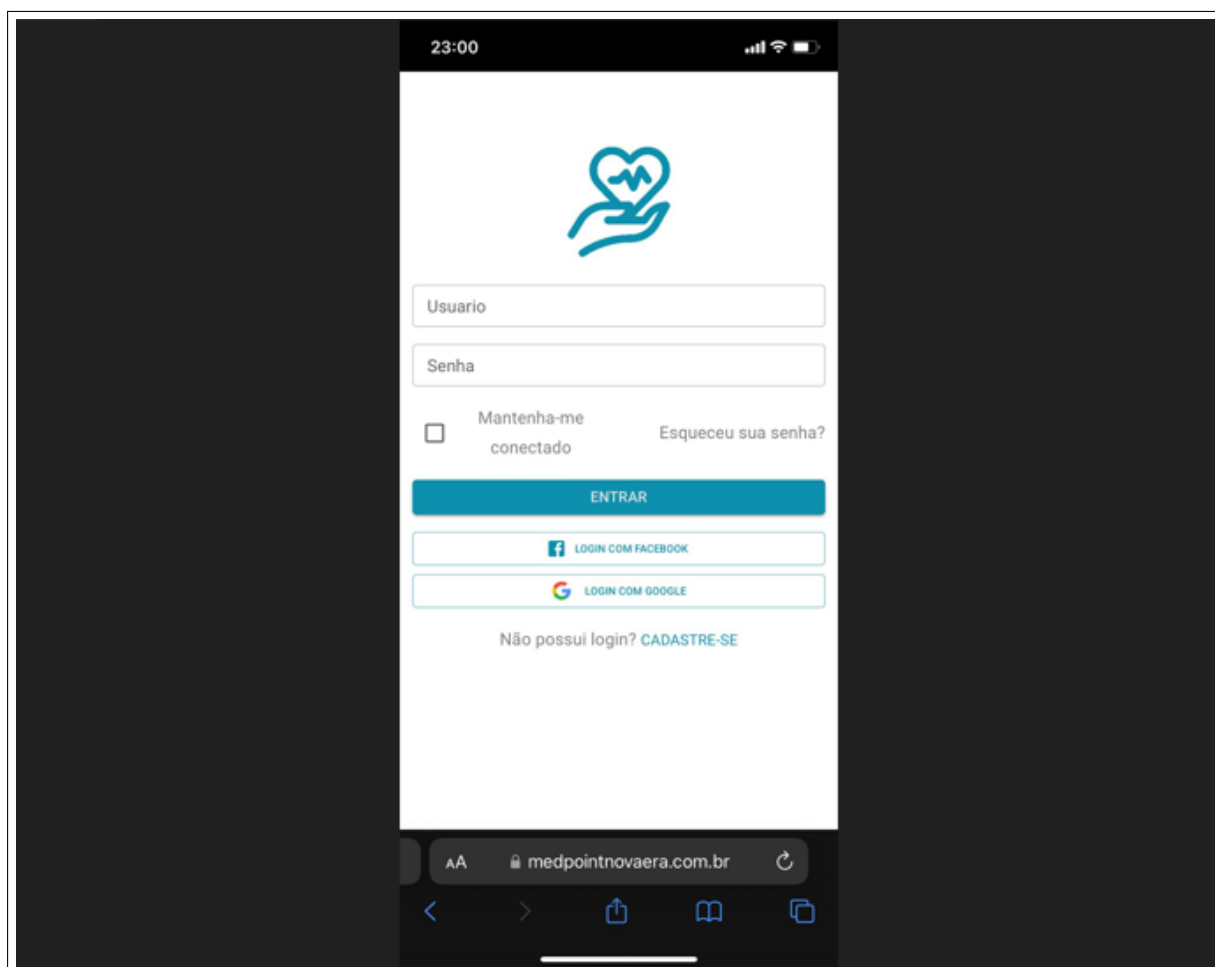 23:00
Usuario
Senha
Mantenha-me
conectado
Esqueceu sua senha?
ENTRAR
LOGIN COM FACEBOOK
LOGIN COM GOOGLE
Não possui login? CADASTRE-SE
AA medpointnovaera.com.br